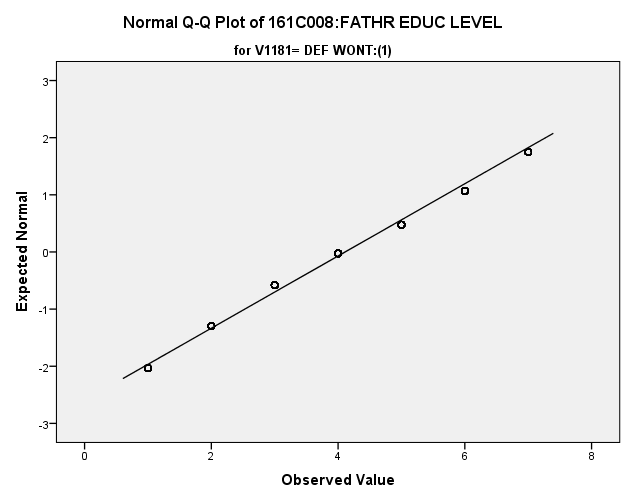 Normal Q-Q Plot of 161C008:FATHR EDUC LEVEL
for V1181= DEF WONT:(1)
Expected Normal
3
2
1
0
-1
-2
-3
0 2 4 6 8
Observed Value